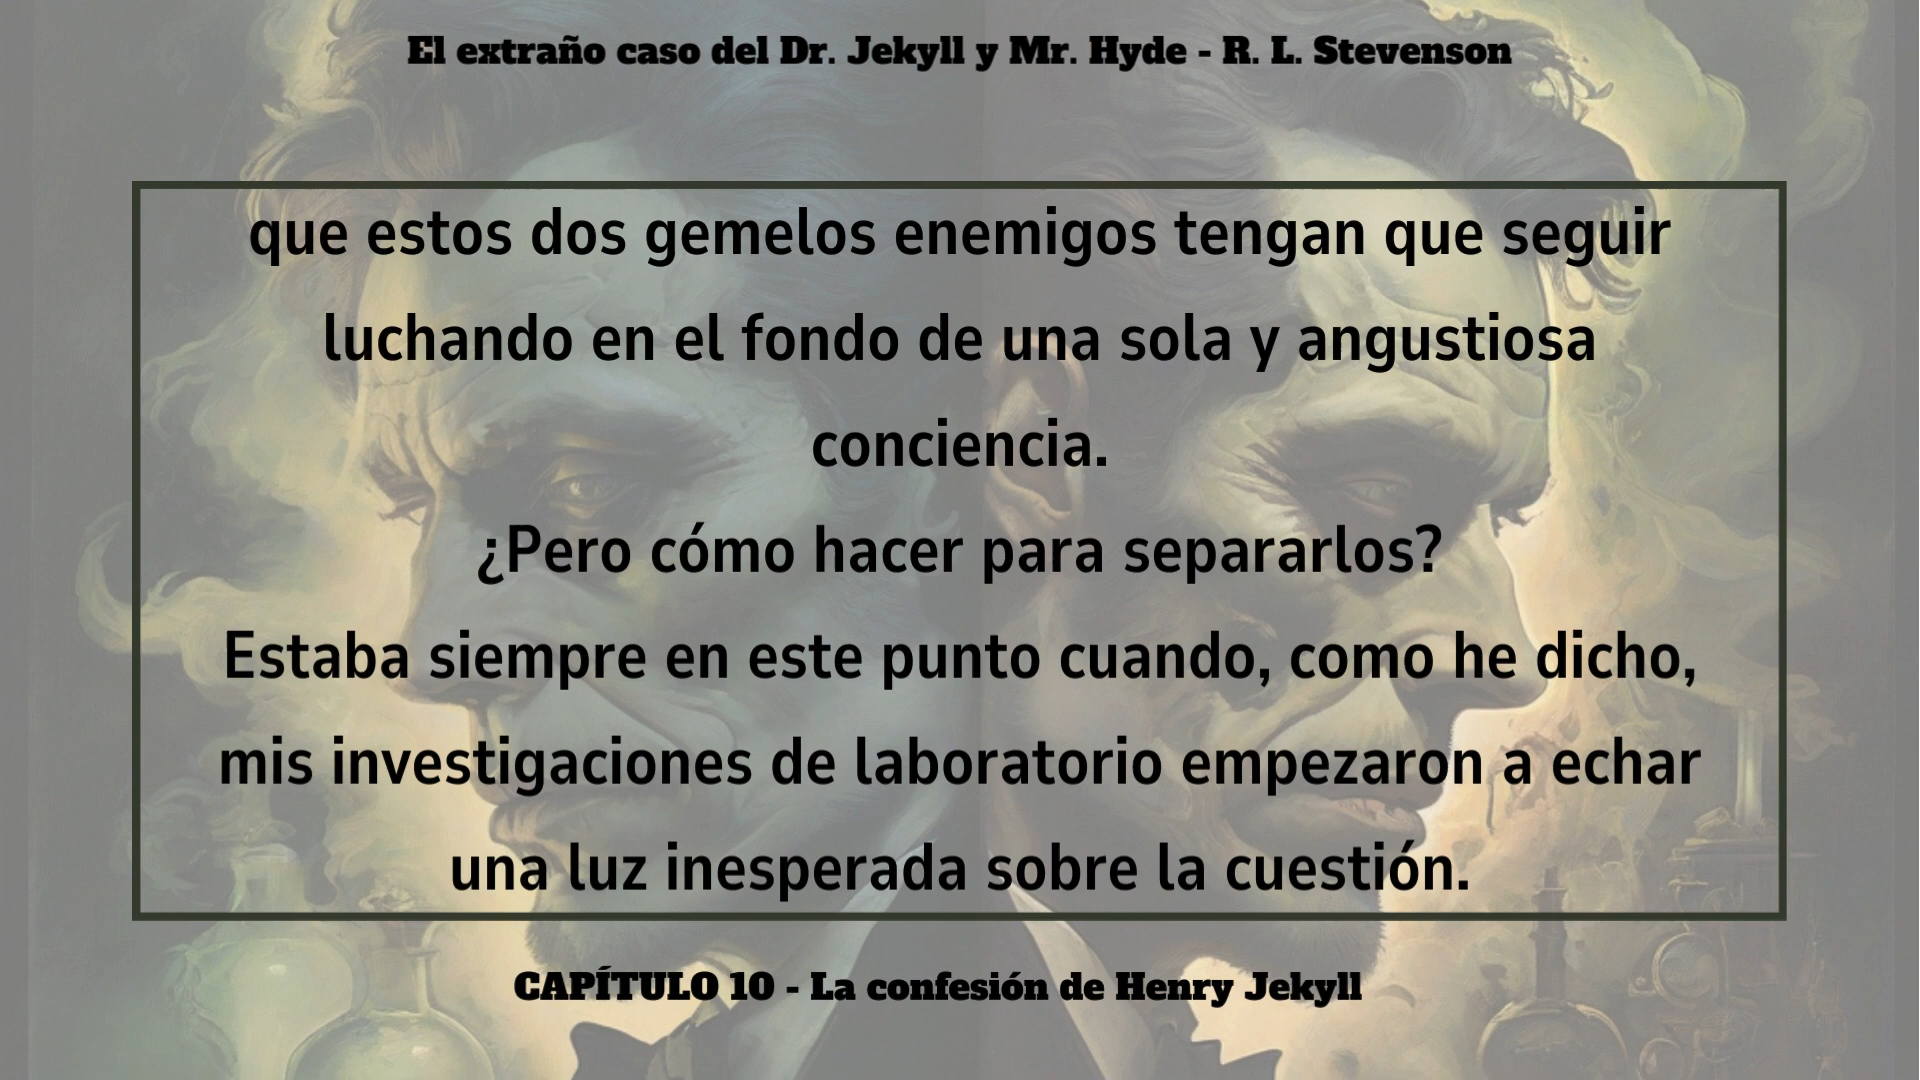 El extraño caso del Dr. Jekyll y Mr. Hyde - R. L. Stevenson
que estos dos gemelos enemigos tengan que seguir
luchando en el fondo de una sola y angustiosa
conciencia.
¿Pero cómo hacer para separarlos?
Estaba siempre en este punto cuando, como he dicho,
mis investigaciones de laboratorio empezaron a echar
una luz inesperada sobre la cuestión.
CAPÍTULO 10 - La confesión de Henry Jekyll